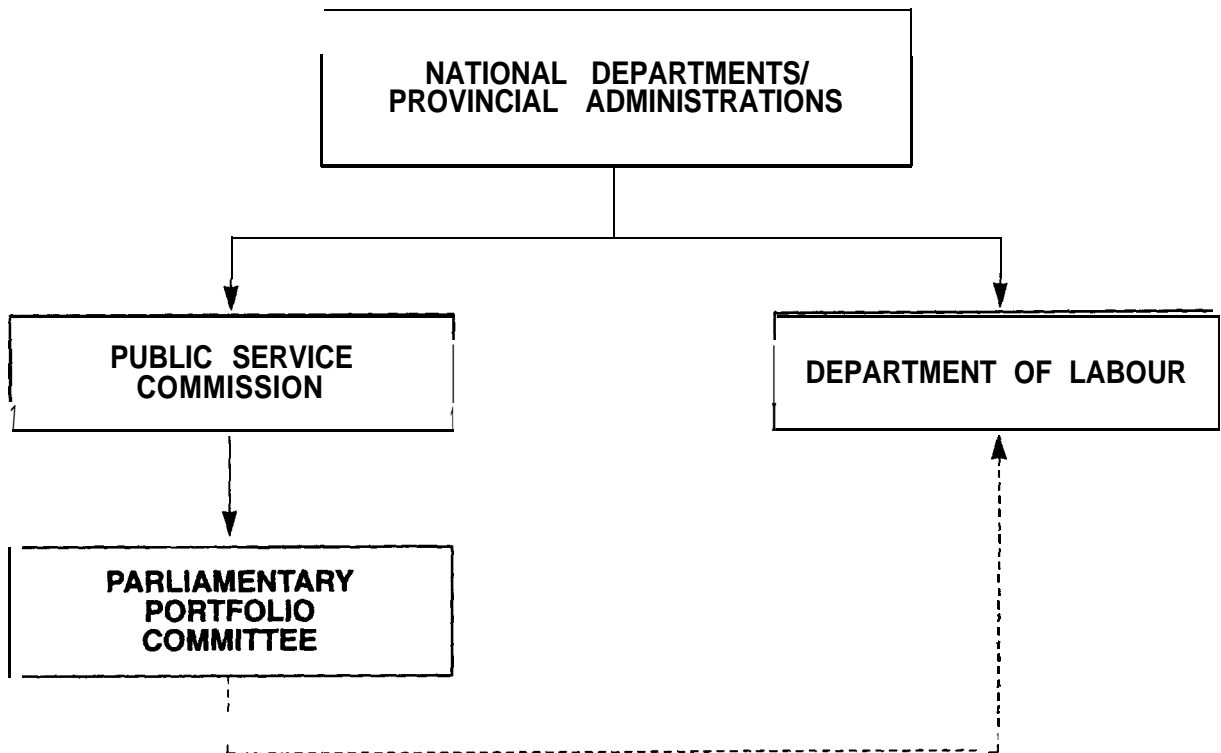 NATIONAL DEPARTMENTS/
PROVINCIAL ADMINISTRATIONS
PUBLIC SERVICE
COMMISSION
DEPARTMENT OF LABOUR
PARLIAMENTARY
PORTFOLIO
COMMITTEE